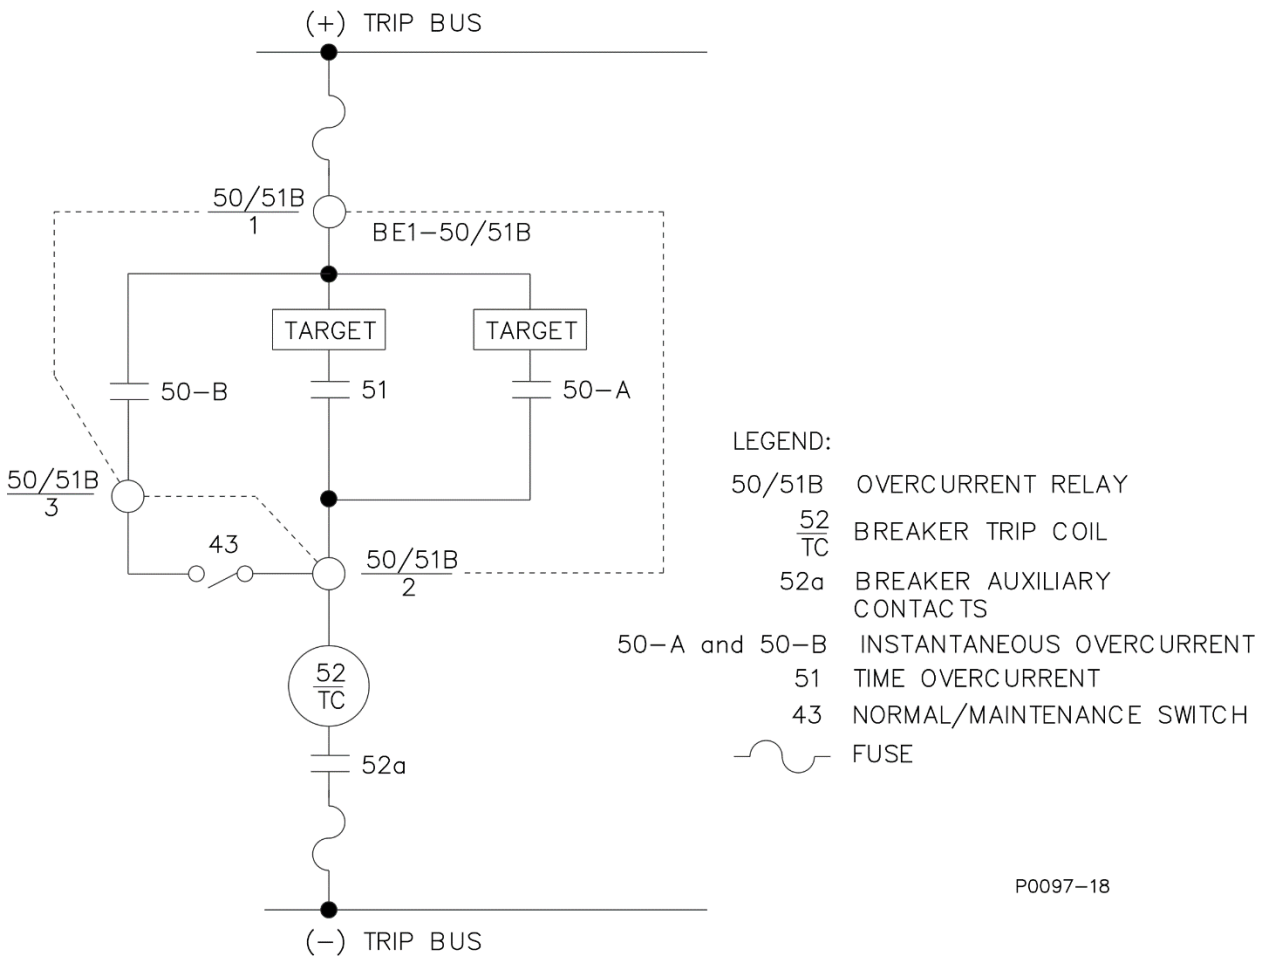 (+) TRIP BUS
50/51B
1
BE1-50/51B
TARGET
TARGET
50-B
51
50-A
50/51B
3
43
50/51B
2
52
TC
52a
(-) TRIP BUS
LEGEND:
50/51B OVERCURRENT RELAY
52
TC
BREAKER TRIP COIL
52a BREAKER AUXILIARY
CONTACTS
50-A and 50-B INSTANTANEOUS OVERCURRENT
51 TIME OVERCURRENT
43 NORMAL/MAINTENANCE SWITCH
FUSE
P0097-18